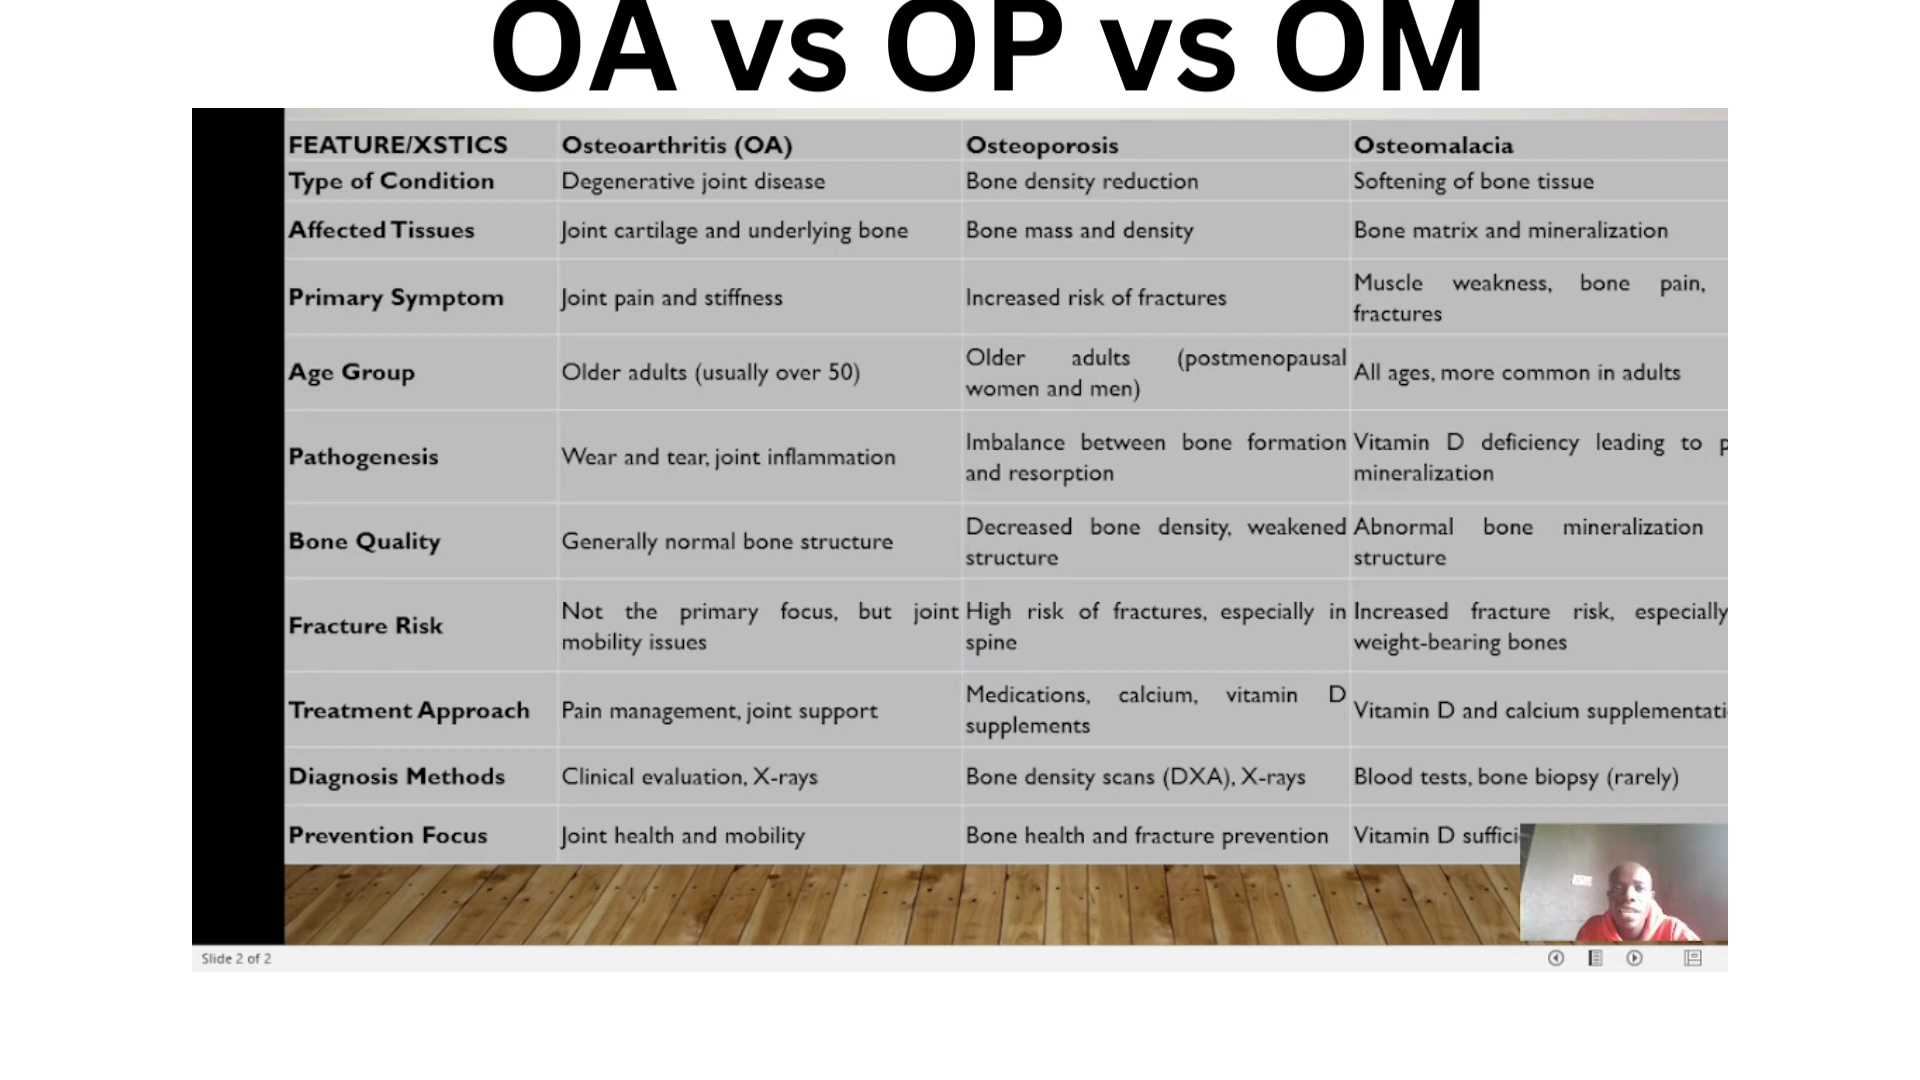 OA vs OP vs OM
FEATURE/XSTICS Osteoarthritis (OA) Osteoporosis Osteomalacia
Type of Condition Degenerative joint disease Bone density reduction Softening of bone tissue
Affected Tissues Joint cartilage and underlying bone Bone mass and density Bone matrix and mineralization
Primary Symptom
Joint pain and stiffness
Increased risk of fractures
Muscle weakness, bone pain,
fractures
Age Group
Older adults (usually over 50)
Older adults (postmenopausal
women and men)
All ages, more common in adults
Pathogenesis
Wear and tear, joint inflammation
Imbalance between bone formation
and resorption
Vitamin D deficiency leading to
mineralization
Bone Quality
Generally normal bone structure
Decreased bone density, weakened
structure
Abnormal bone mineralization
structure
Fracture Risk
Not the primary focus, but joint
mobility issues
High risk of fractures, especially in
spine
Increased fracture risk, especially
weight-bearing bones
Treatment Approach
Pain management, joint support
Medications, calcium, vitamin D
supplements
Vitamin D and calcium
Diagnosis Methods Clinical evaluation, X-rays Bone density scans (DXA), X-rays Blood tests, bone biopsy (rarely)
Prevention Focus Joint health and mobility Bone health and fracture prevention Vitamin D
Slide 2 of 2